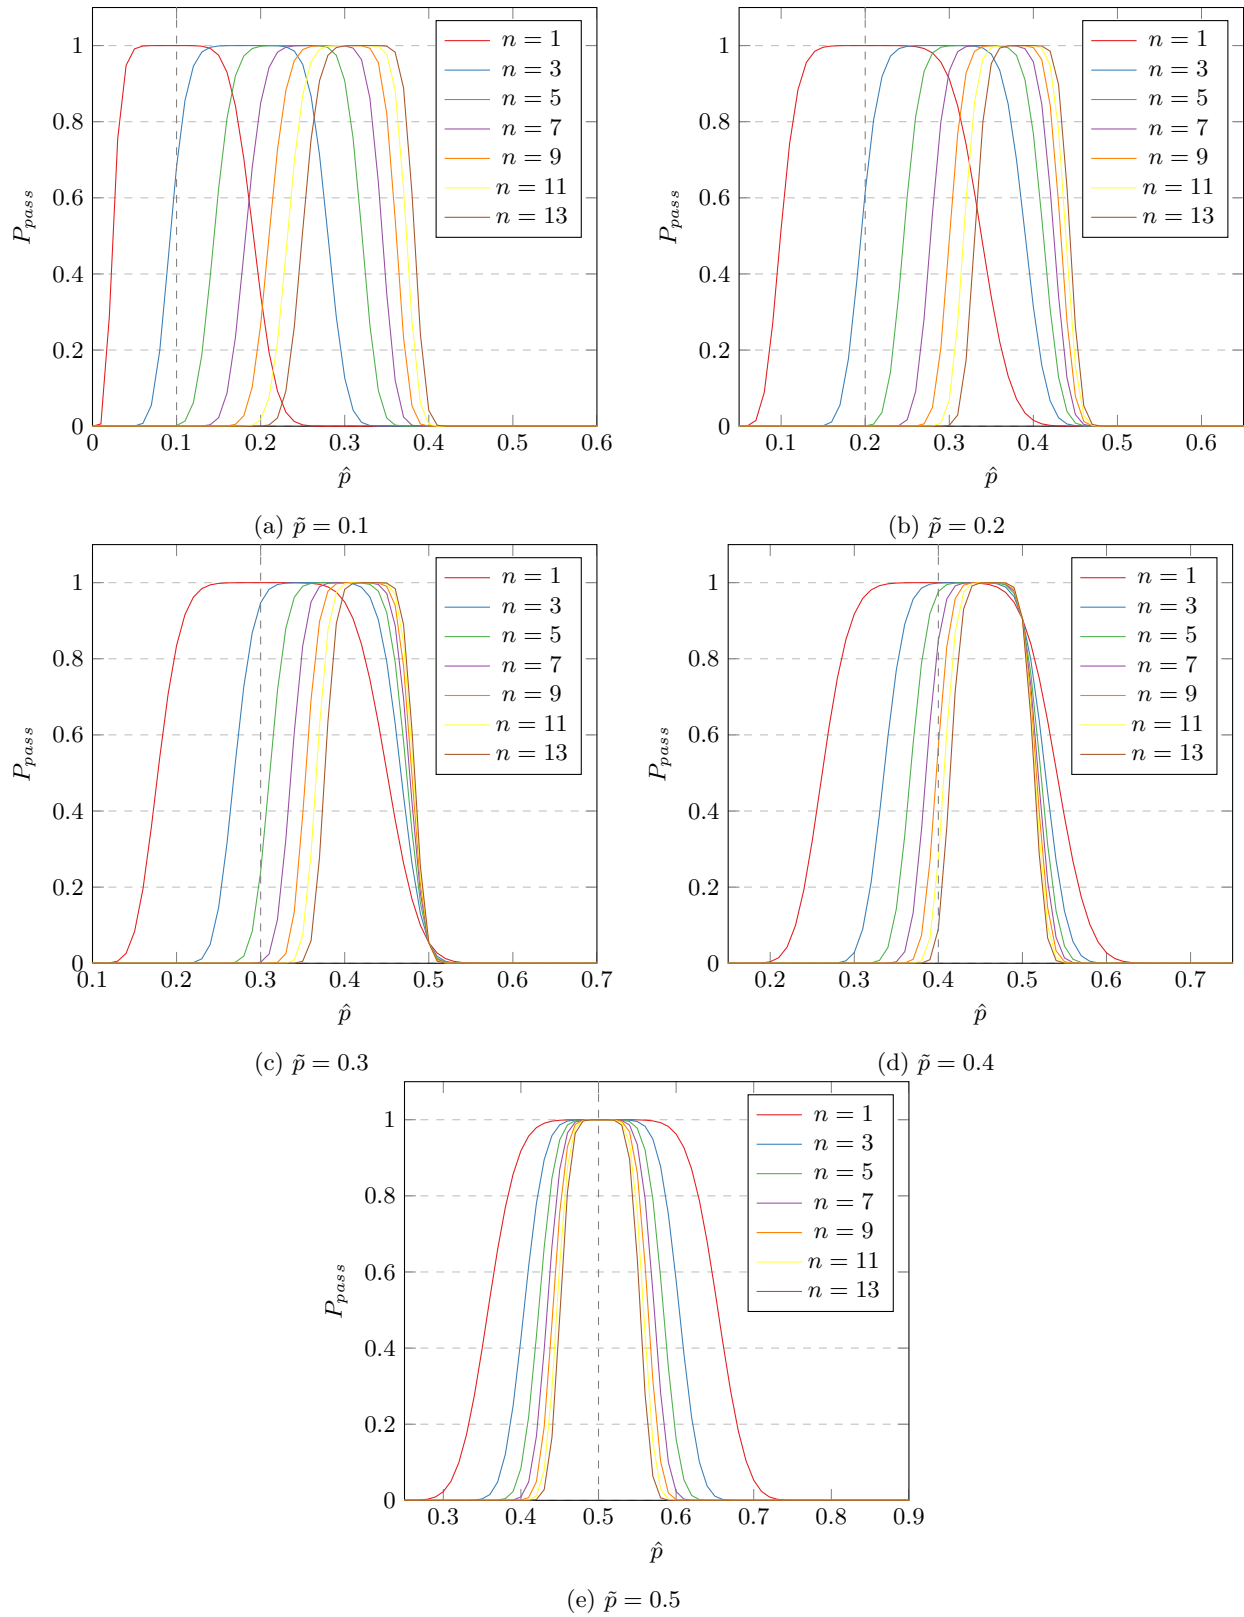 1
0.8
0.6
0.4
0.2
0
P_pass
0 0.1 0.2 0.3 0.4 0.5 0.6
p̂
n = 1
n = 3
n = 5
n = 7
n = 9
n = 11
n = 13
(a) p̃ = 0.1
1
0.8
0.6
0.4
0.2
0
P_pass
0.1 0.2 0.3 0.4 0.5 0.6
p̂
n = 1
n = 3
n = 5
n = 7
n = 9
n = 11
n = 13
(b) p̃ = 0.2
1
0.8
0.6
0.4
0.2
0
P_pass
0.1 0.2 0.3 0.4 0.5 0.6 0.7
p̂
n = 1
n = 3
n = 5
n = 7
n = 9
n = 11
n = 13
(c) p̃ = 0.3
1
0.8
0.6
0.4
0.2
0
P_pass
0.2 0.3 0.4 0.5 0.6 0.7
p̂
n = 1
n = 3
n = 5
n = 7
n = 9
n = 11
n = 13
(d) p̃ = 0.4
1
0.8
0.6
0.4
0.2
0
P_pass
0.3 0.4 0.5 0.6 0.7 0.8 0.9
p̂
n = 1
n = 3
n = 5
n = 7
n = 9
n = 11
n = 13
(e) p̃ = 0.5